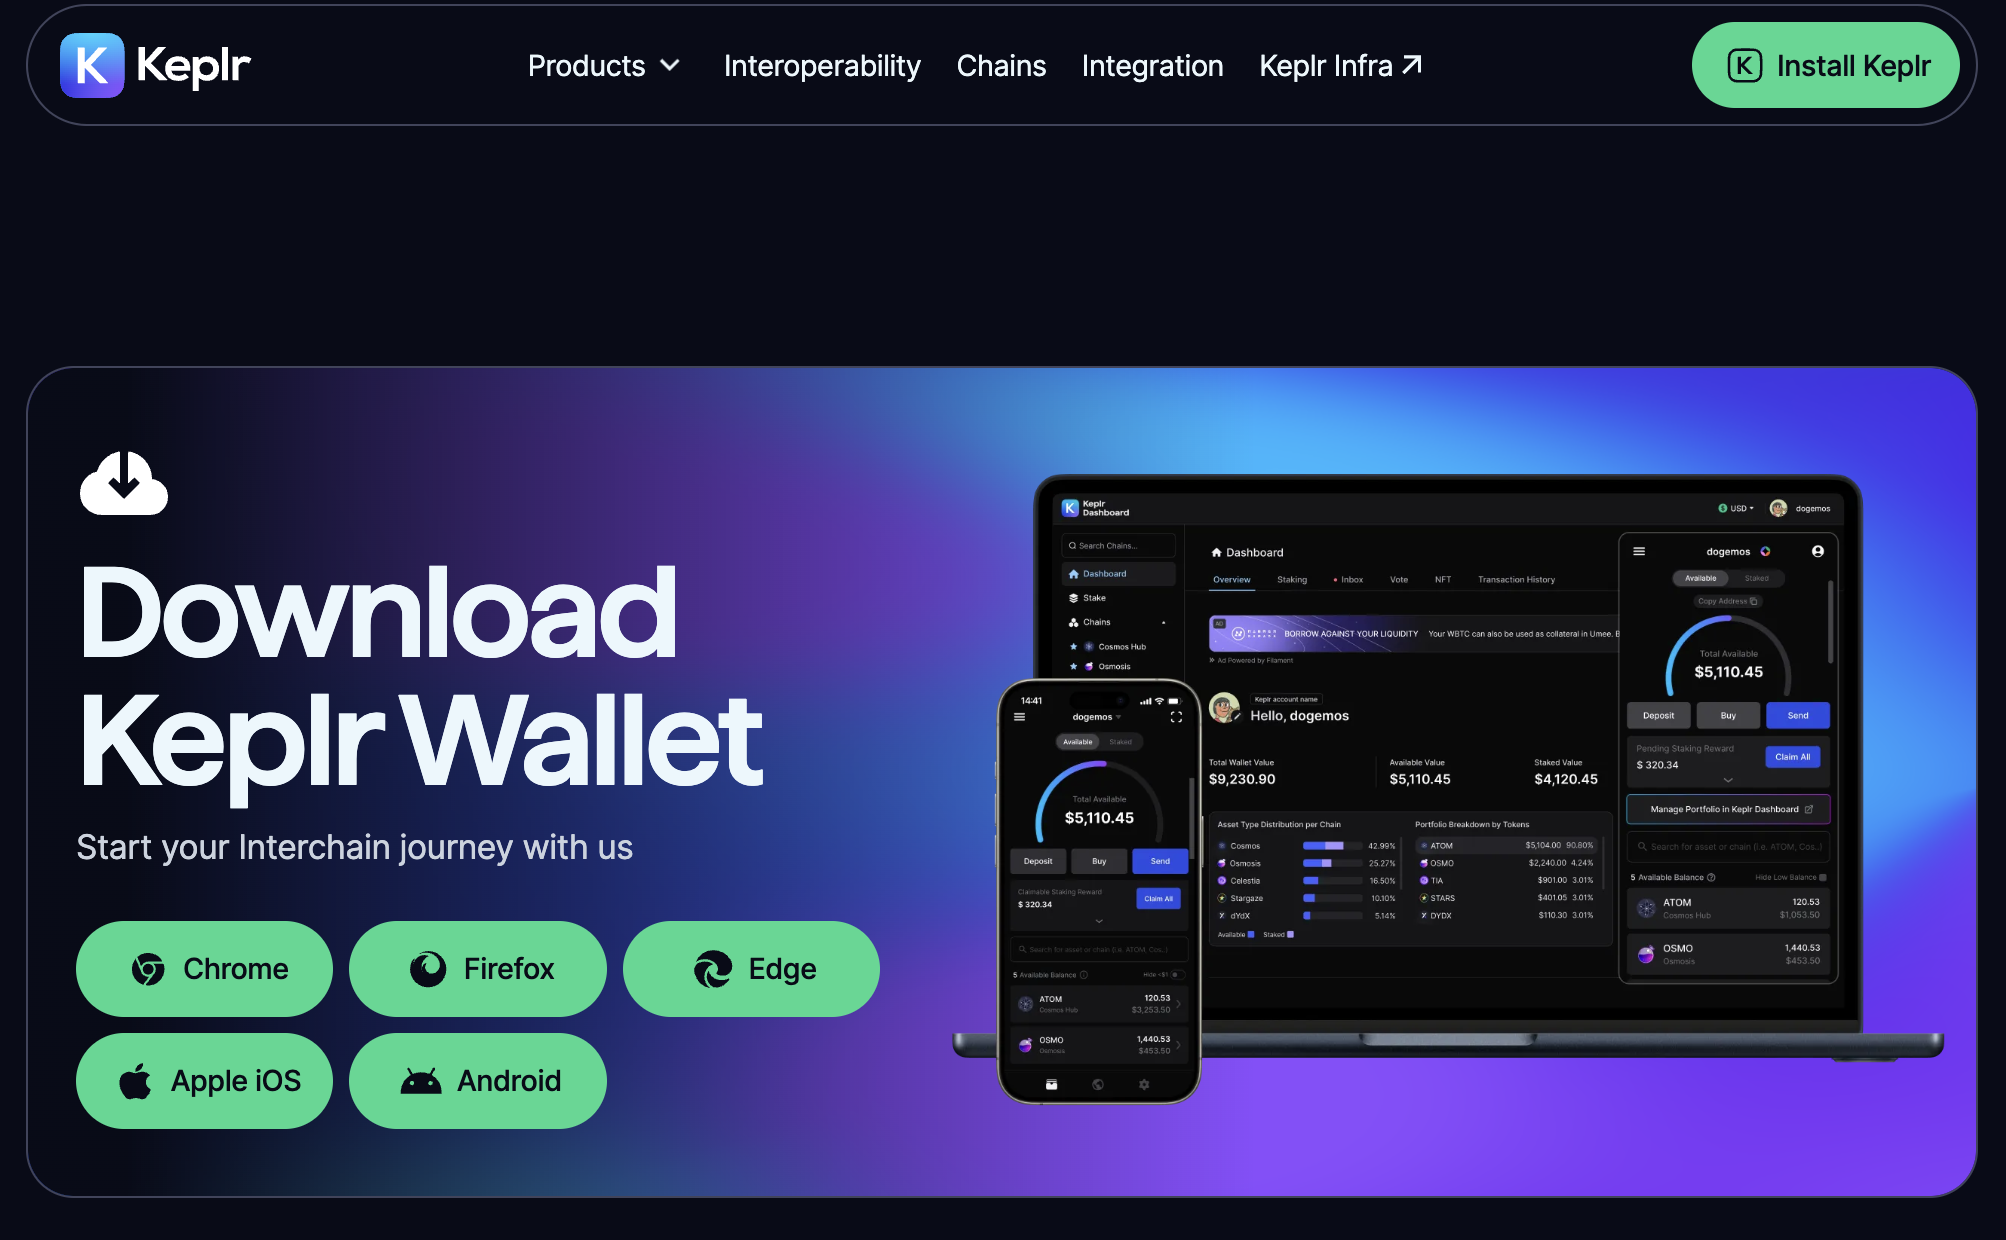 Keplr
Products
Interoperability
Chains
Integration
Keplr Infra
Install Keplr
Download
Keplr Wallet
Start your Interchain journey with us
Chrome
Firefox
Edge
Apple iOS
Android
Keplr
Dashboard
USD
dogemos
Search Chains...
Dashboard
Stake
Chains
Cosmos Hub
Osmosis
Dashboard
Overview
Staking
Inbox
Vote
NFT
Transaction History
AD
BORROW AGAINST YOUR LIQUIDITY
Your WBTC can also be used as collateral in Umee. B
Ad Powered by Filament
Keplr account name
Hello, dogemos
Total Wallet Value
$9,230.90
Available Value
$5,110.45
Staked Value
$4,120.45
Asset Type Distribution per Chain
Cosmos 42.99%
Osmosis 25.27%
Celestia 16.50%
Stargaze 10.10%
dYdX 5.14%
Available Staked
Portfolio Breakdown by Tokens
ATOM $5,104.00 90.80%
OSMO $2,240.00 4.24%
TIA $901.00 3.01%
STARS $401.05 3.01%
DYDX $110.30 3.01%
dogemos
Available Staked
Copy Address
Total Available
$5,110.45
Deposit
Buy
Send
Pending Staking Reward
$ 320.34
Claim All
Manage Portfolio in Keplr Dashboard
Search for asset or chain (i.e. ATOM, Cos..)
5 Available Balance
Hide Low Balance
ATOM 120.53
Cosmos Hub $1,053.50
OSMO 1,440.53
Osmosis $453.50
14:41
dogemos
Available Staked
Total Available
$5,110.45
Deposit
Buy
Send
Claimable Staking Reward
$ 320.34
Claim All
Search for asset or chain (i.e. ATOM, Cos..)
5 Available Balance
Hide <$1
ATOM 120.53
Cosmos Hub $3,253.50
OSMO 1,440.53
Osmosis $453.50